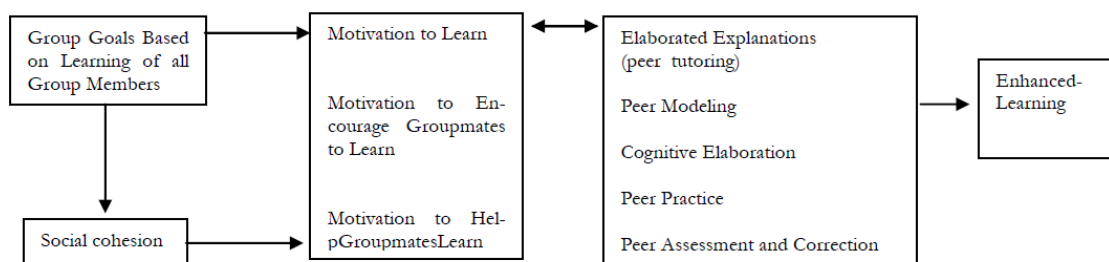 Group Goals Based
on Learning of all
Group Members
Social cohesion
Motivation to Learn
Motivation to En-
courage Groupmates
to Learn
Motivation to Hel-
pGroupmatesLearn
Elaborated Explanations
(peer tutoring)
Peer Modeling
Cognitive Elaboration
Peer Practice
Peer Assessment and Correction
Enhanced-
Learning